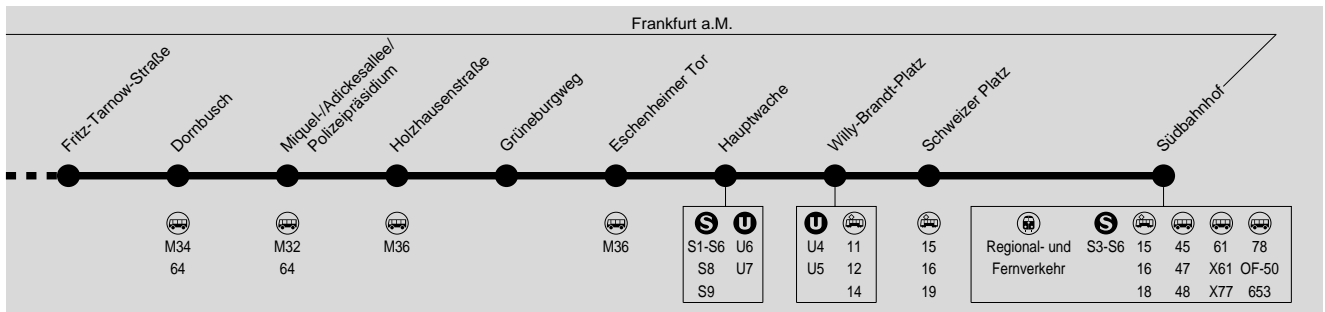 Frankfurt a.M.
Fritz-Tarnow-Straße
Dornbusch
Miquel-/Adickesallee/
Polizeipräsidium
Holzhausenstraße
Grüneburgweg
Eschenheimer Tor
Hauptwache
Willy-Brandt-Platz
Schweizer Platz
Südbahnhof
S U U S
M34 M32 M36 M36 S1-S6 U6 U4 11 15 Regional- und S3-S6 15 45 61 78
64 64 S8 U7 U5 12 16 Fernverkehr 16 47 X61 OF-50
S9 14 19 18 48 X77 653